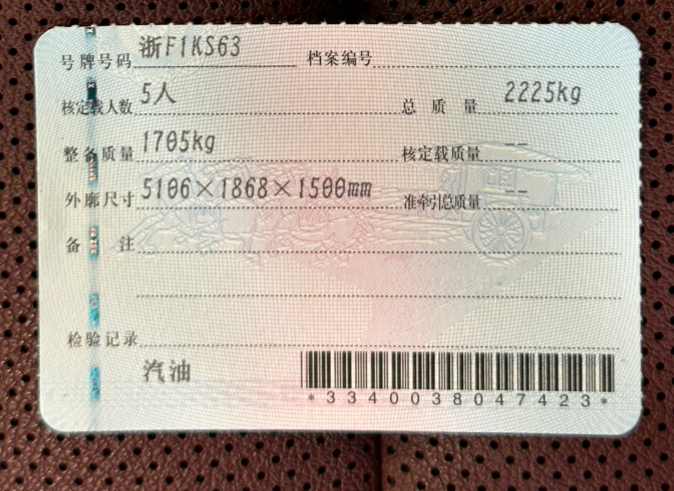 号牌号码 浙F1KS63 档案编号
核定载人数 5人 总质量 2225kg
整备质量 1705kg 核定载质量 --
外廓尺寸 5106×1868×1500mm 准牵引总质量 --
备注
检验记录
汽油
*3340038047423*